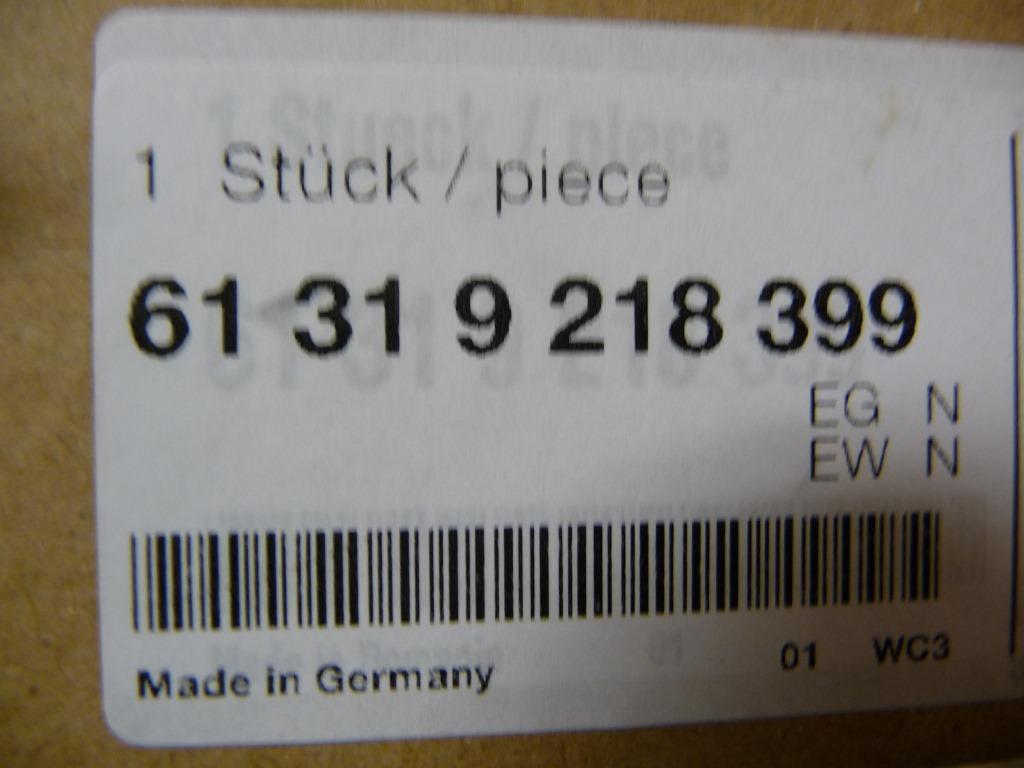 1 Stück / piece
61 31 9 218 399
EG N
EW N
Made in Germany 01 WC3